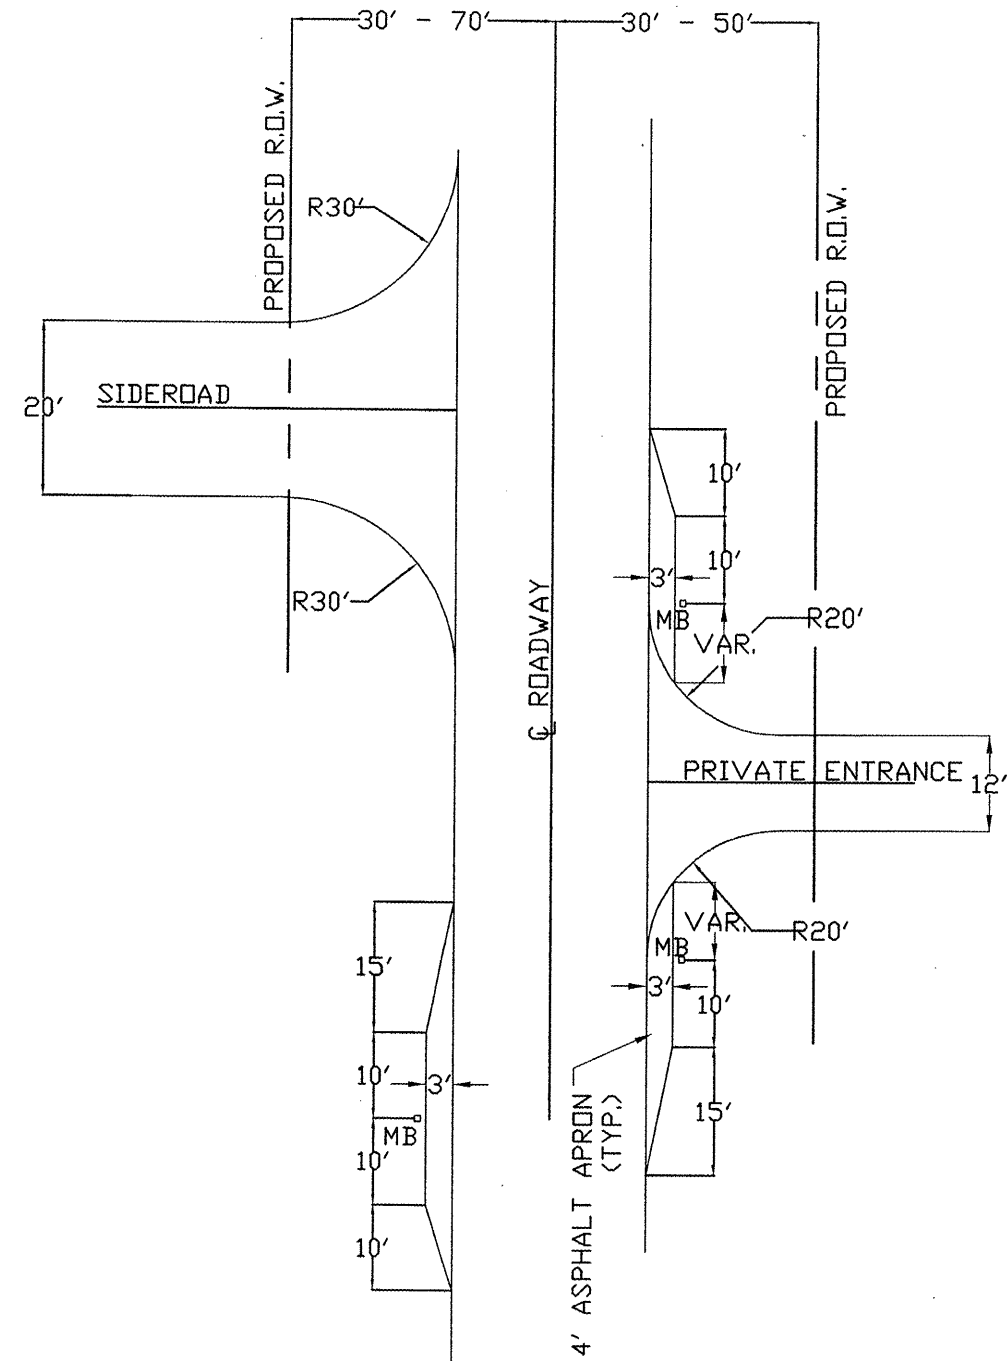 30' - 70'
30' - 50'
PROPOSED R.O.W.
R30'
PROPOSED R.O.W.
SIDEROAD
20'
10'
10'
3'
MB
R20'
VAR.
R30'
℄ ROADWAY
PRIVATE ENTRANCE
12'
VAR.
R20'
MB
3'
10'
15'
15'
10'
3'
MB
10'
10'
4' ASPHALT APRON
(TYP.)